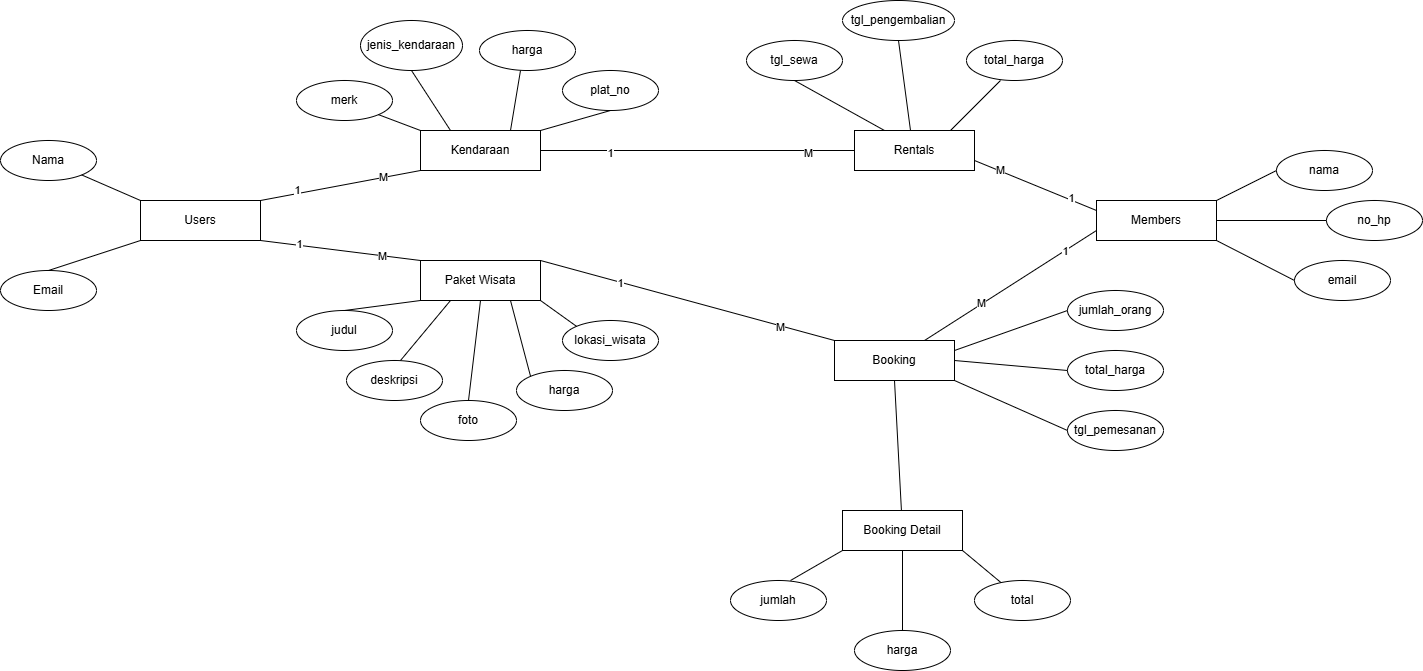 tgl_pengembalian
jenis_kendaraan
harga
tgl_sewa
total_harga
merk
plat_no
Kendaraan
1
M
Rentals
Nama
M
1
M
1
nama
Users
Members
no_hp
1
M
1
Email
Paket Wisata
1
email
M
jumlah_orang
judul
M
lokasi_wisata
Booking
total_harga
deskripsi
harga
foto
tgl_pemesanan
Booking Detail
jumlah
total
harga